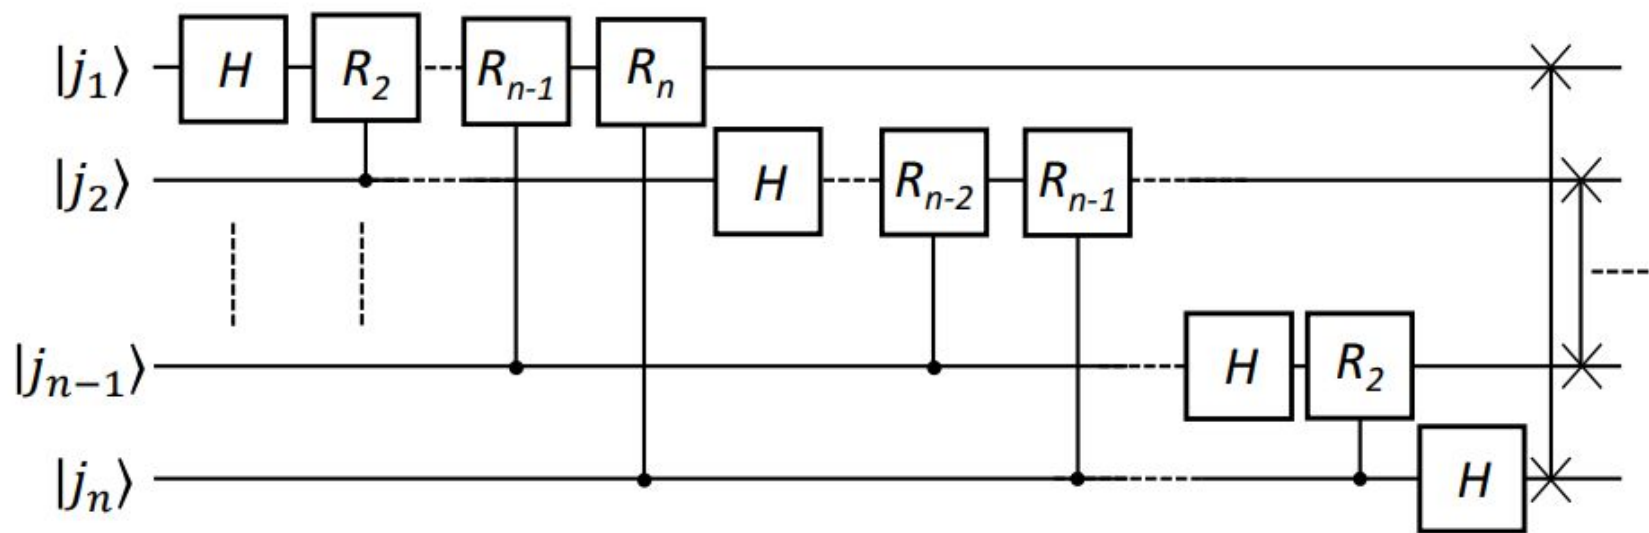 |j₁⟩ H R₂ Rₙ₋₁ Rₙ
|j₂⟩ H Rₙ₋₂ Rₙ₋₁
|jₙ₋₁⟩ H R₂
|jₙ⟩ H